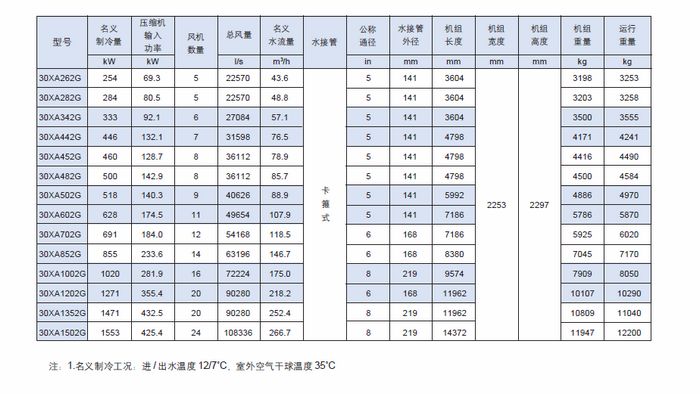 型号 名义制冷量 压缩机输入功率 风机数量 总风量 名义水流量 水接管 公称通径 水接管外径 机组长度 机组宽度 机组高度 机组重量 运行重量
kW kW l/s m³/h in mm mm mm mm kg kg
30XA262G 254 69.3 5 22570 43.6 5 141 3604 3198 3253
30XA282G 284 80.5 5 22570 48.8 5 141 3604 3203 3258
30XA342G 333 92.1 6 27084 57.1 5 141 3604 3500 3555
30XA442G 446 132.1 7 31598 76.5 5 141 4798 4171 4241
30XA452G 460 128.7 8 36112 78.9 5 141 4798 4416 4490
30XA482G 500 142.9 8 36112 85.7 5 141 4798 4500 4584
30XA502G 518 140.3 9 40626 88.9 卡箍式 5 141 5992 2253 2297 4886 4970
30XA602G 628 174.5 11 49654 107.9 5 141 7186 5786 5870
30XA702G 691 184.0 12 54168 118.5 6 168 7186 5925 6020
30XA852G 855 233.6 14 63196 146.7 6 168 8380 7045 7170
30XA1002G 1020 281.9 16 72224 175.0 8 219 9574 7909 8050
30XA1202G 1271 355.4 20 90280 218.2 6 168 11962 10107 10290
30XA1352G 1471 432.5 20 90280 252.4 8 219 11962 10809 11040
30XA1502G 1553 425.4 24 108336 266.7 8 219 14372 11947 12200
注：1.名义制冷工况：进/出水温度 12/7°C，室外空气干球温度 35°C